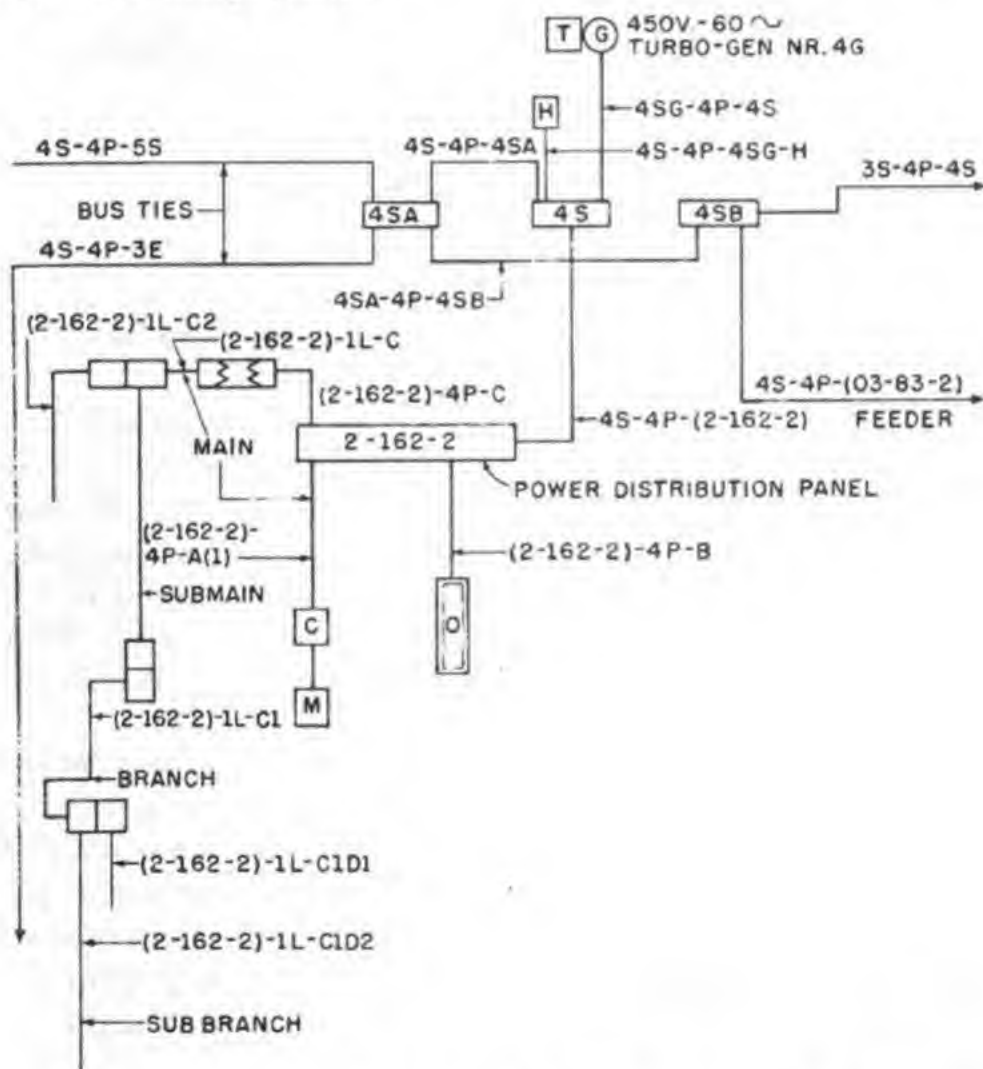 450V.-60 ~
TURBO-GEN NR. 4G
T
G
H
4SG-4P-4S
4S-4P-5S
4S-4P-4SA
4S-4P-4SG-H
3S-4P-4S
BUS TIES
4SA
4S
4SB
4S-4P-3E
4SA-4P-4SB
(2-162-2)-1L-C2
(2-162-2)-1L-C
(2-162-2)-4P-C
4S-4P-(03-83-2)
FEEDER
4S-4P-(2-162-2)
MAIN
2-162-2
POWER DISTRIBUTION PANEL
(2-162-2)-
4P-A(1)
(2-162-2)-4P-B
SUBMAIN
C
O
M
(2-162-2)-1L-C1
BRANCH
(2-162-2)-1L-C1D1
(2-162-2)-1L-C1D2
SUB BRANCH